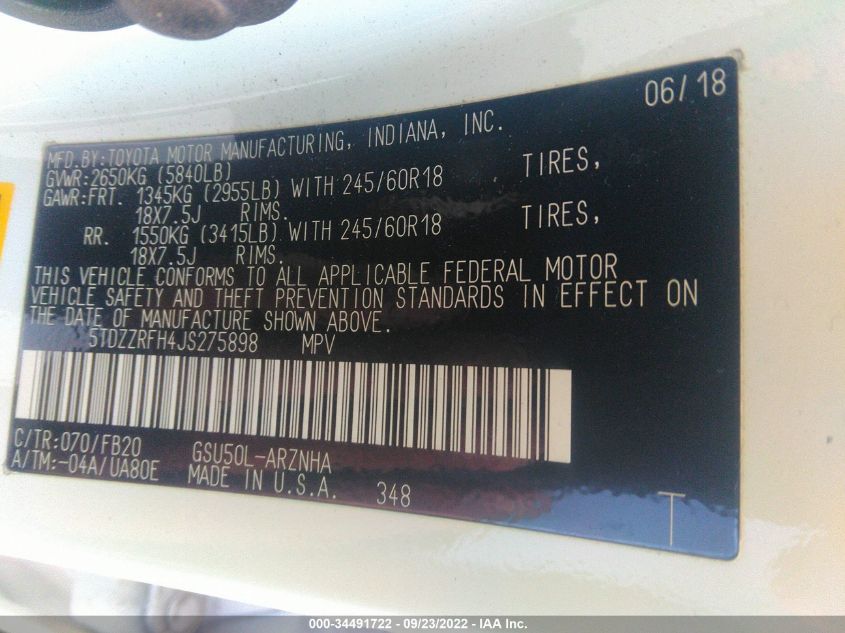 06/18
MFD.BY:TOYOTA MOTOR MANUFACTURING, INDIANA, INC.
GVWR:2650KG (5840LB)
GAWR:FRT. 1345KG (2955LB) WITH 245/60R18 TIRES,
18X7.5J RIMS.
RR. 1550KG (3415LB) WITH 245/60R18 TIRES,
18X7.5J RIMS.
THIS VEHICLE CONFORMS TO ALL APPLICABLE FEDERAL MOTOR
VEHICLE SAFETY AND THEFT PREVENTION STANDARDS IN EFFECT ON
THE DATE OF MANUFACTURE SHOWN ABOVE.
5TDZZRFH4JS275898 MPV
C/TR:070/FB20 GSU50L-ARZNHA
A/TM:-04A/UA80E MADE IN U.S.A. 348
T
000-34491722 - 09/23/2022 - IAA Inc.